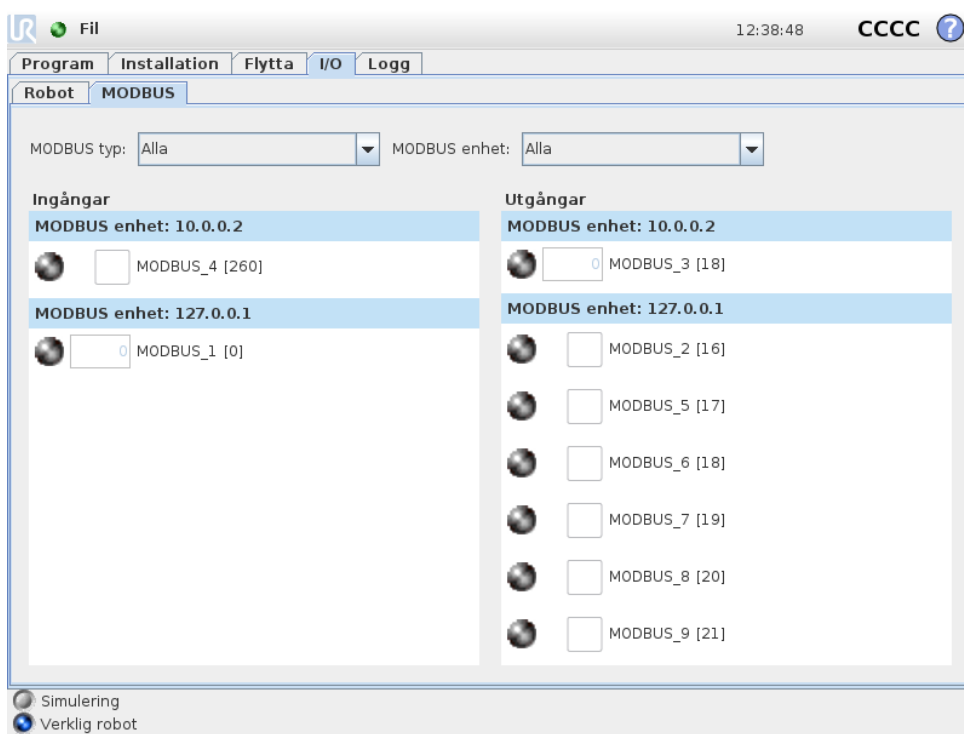 UR Fil 12:38:48 CCCC ?
Program Installation Flytta I/O Logg
Robot MODBUS
MODBUS typ: Alla MODBUS enhet: Alla
Ingångar
MODBUS enhet: 10.0.0.2
MODBUS_4 [260]
MODBUS enhet: 127.0.0.1
0 MODBUS_1 [0]
Utgångar
MODBUS enhet: 10.0.0.2
0 MODBUS_3 [18]
MODBUS enhet: 127.0.0.1
MODBUS_2 [16]
MODBUS_5 [17]
MODBUS_6 [18]
MODBUS_7 [19]
MODBUS_8 [20]
MODBUS_9 [21]
Simulering
Verklig robot